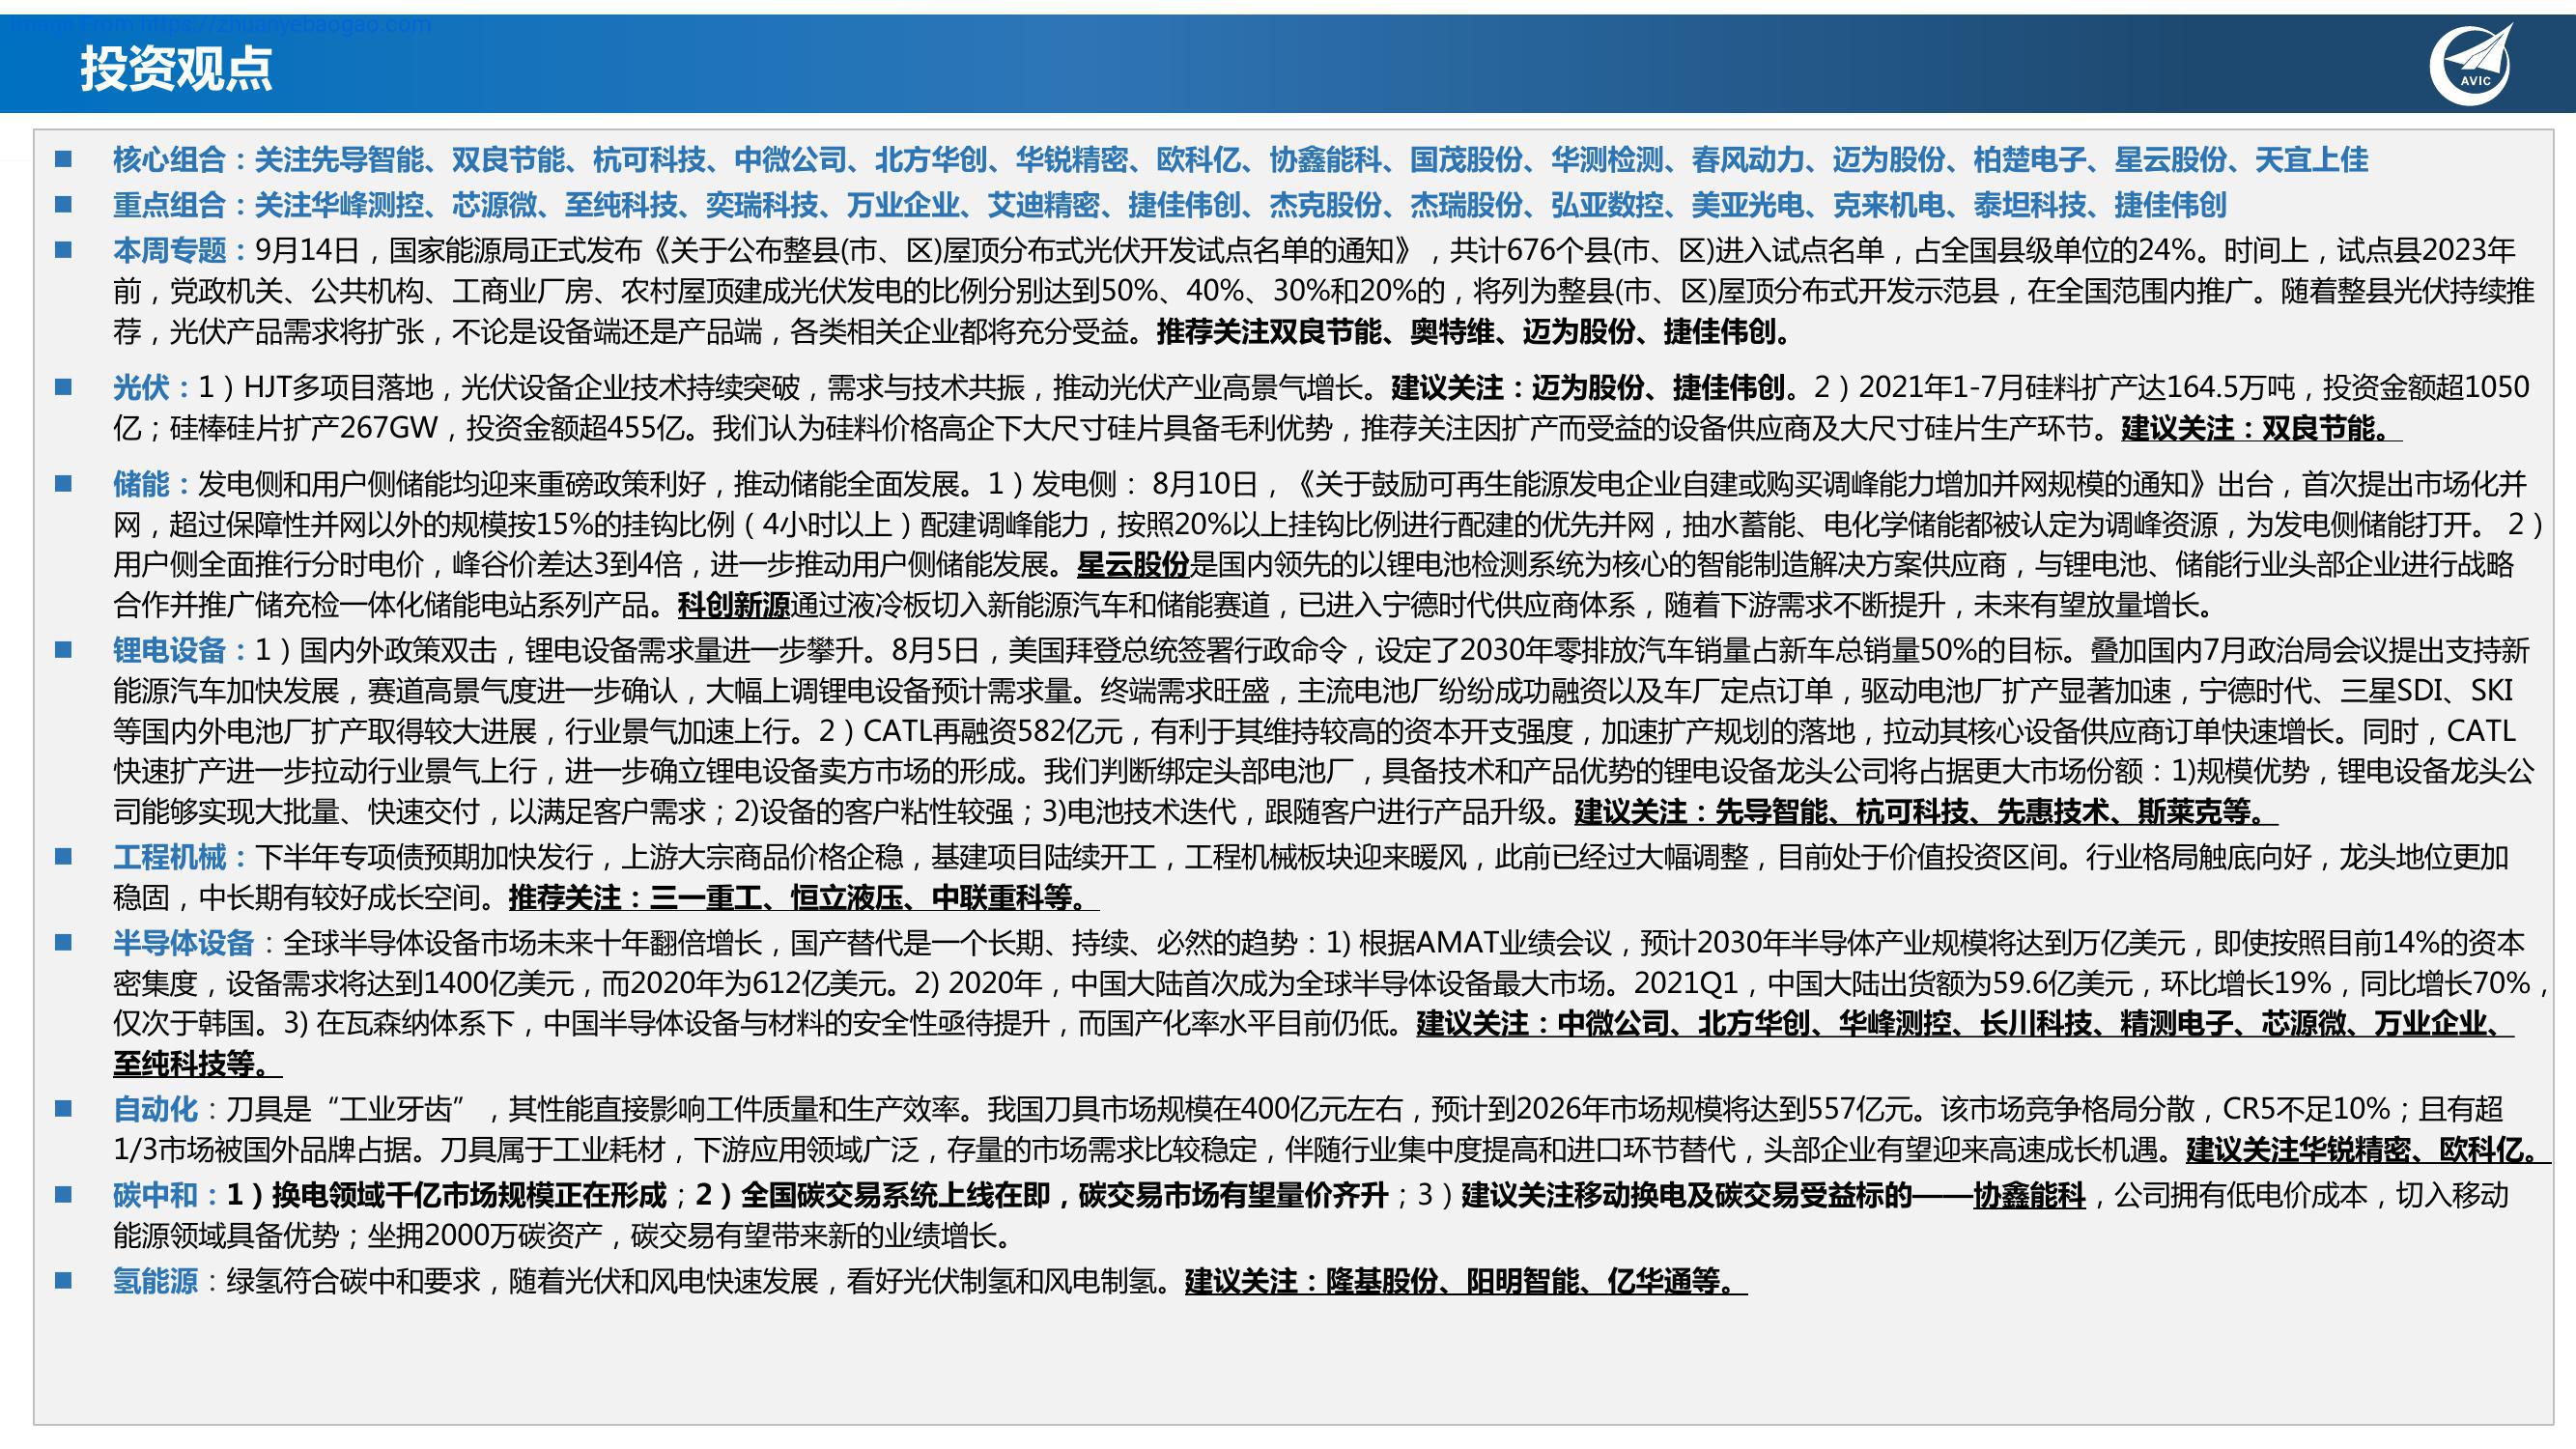 Image From https://zhuanyebaogao.com
投资观点
AVIC
■ 核心组合：关注先导智能、双良节能、杭可科技、中微公司、北方华创、华锐精密、欧科亿、协鑫能科、国茂股份、华测检测、春风动力、迈为股份、柏楚电子、星云股份、天宜上佳
■ 重点组合：关注华峰测控、芯源微、至纯科技、奕瑞科技、万业企业、艾迪精密、捷佳伟创、杰克股份、杰瑞股份、弘亚数控、美亚光电、克来机电、泰坦科技、捷佳伟创
■ 本周专题：9月14日，国家能源局正式发布《关于公布整县(市、区)屋顶分布式光伏开发试点名单的通知》，共计676个县(市、区)进入试点名单，占全国县级单位的24%。时间上，试点县2023年
前，党政机关、公共机构、工商业厂房、农村屋顶建成光伏发电的比例分别达到50%、40%、30%和20%的，将列为整县(市、区)屋顶分布式开发示范县，在全国范围内推广。随着整县光伏持续推
荐，光伏产品需求将扩张，不论是设备端还是产品端，各类相关企业都将充分受益。推荐关注双良节能、奥特维、迈为股份、捷佳伟创。
■ 光伏：1）HJT多项目落地，光伏设备企业技术持续突破，需求与技术共振，推动光伏产业高景气增长。建议关注：迈为股份、捷佳伟创。2）2021年1-7月硅料扩产达164.5万吨，投资金额超1050
亿；硅棒硅片扩产267GW，投资金额超455亿。我们认为硅料价格高企下大尺寸硅片具备毛利优势，推荐关注因扩产而受益的设备供应商及大尺寸硅片生产环节。建议关注：双良节能。
■ 储能：发电侧和用户侧储能均迎来重磅政策利好，推动储能全面发展。1）发电侧： 8月10日，《关于鼓励可再生能源发电企业自建或购买调峰能力增加并网规模的通知》出台，首次提出市场化并
网，超过保障性并网以外的规模按15%的挂钩比例（4小时以上）配建调峰能力，按照20%以上挂钩比例进行配建的优先并网，抽水蓄能、电化学储能都被认定为调峰资源，为发电侧储能打开。 2）
用户侧全面推行分时电价，峰谷价差达3到4倍，进一步推动用户侧储能发展。星云股份是国内领先的以锂电池检测系统为核心的智能制造解决方案供应商，与锂电池、储能行业头部企业进行战略
合作并推广储充检一体化储能电站系列产品。科创新源通过液冷板切入新能源汽车和储能赛道，已进入宁德时代供应商体系，随着下游需求不断提升，未来有望放量增长。
■ 锂电设备：1）国内外政策双击，锂电设备需求量进一步攀升。8月5日，美国拜登总统签署行政命令，设定了2030年零排放汽车销量占新车总销量50%的目标。叠加国内7月政治局会议提出支持新
能源汽车加快发展，赛道高景气度进一步确认，大幅上调锂电设备预计需求量。终端需求旺盛，主流电池厂纷纷成功融资以及车厂定点订单，驱动电池厂扩产显著加速，宁德时代、三星SDI、SKI
等国内外电池厂扩产取得较大进展，行业景气加速上行。2）CATL再融资582亿元，有利于其维持较高的资本开支强度，加速扩产规划的落地，拉动其核心设备供应商订单快速增长。同时，CATL
快速扩产进一步拉动行业景气上行，进一步确立锂电设备卖方市场的形成。我们判断绑定头部电池厂，具备技术和产品优势的锂电设备龙头公司将占据更大市场份额：1)规模优势，锂电设备龙头公
司能够实现大批量、快速交付，以满足客户需求；2)设备的客户粘性较强；3)电池技术迭代，跟随客户进行产品升级。建议关注：先导智能、杭可科技、先惠技术、斯莱克等。
■ 工程机械：下半年专项债预期加快发行，上游大宗商品价格企稳，基建项目陆续开工，工程机械板块迎来暖风，此前已经过大幅调整，目前处于价值投资区间。行业格局触底向好，龙头地位更加
稳固，中长期有较好成长空间。推荐关注：三一重工、恒立液压、中联重科等。
■ 半导体设备：全球半导体设备市场未来十年翻倍增长，国产替代是一个长期、持续、必然的趋势：1) 根据AMAT业绩会议，预计2030年半导体产业规模将达到万亿美元，即使按照目前14%的资本
密集度，设备需求将达到1400亿美元，而2020年为612亿美元。2) 2020年，中国大陆首次成为全球半导体设备最大市场。2021Q1，中国大陆出货额为59.6亿美元，环比增长19%，同比增长70%，
仅次于韩国。3) 在瓦森纳体系下，中国半导体设备与材料的安全性亟待提升，而国产化率水平目前仍低。建议关注：中微公司、北方华创、华峰测控、长川科技、精测电子、芯源微、万业企业、
至纯科技等。
■ 自动化：刀具是“工业牙齿”，其性能直接影响工件质量和生产效率。我国刀具市场规模在400亿元左右，预计到2026年市场规模将达到557亿元。该市场竞争格局分散，CR5不足10%；且有超
1/3市场被国外品牌占据。刀具属于工业耗材，下游应用领域广泛，存量的市场需求比较稳定，伴随行业集中度提高和进口环节替代，头部企业有望迎来高速成长机遇。建议关注华锐精密、欧科亿。
■ 碳中和：1）换电领域千亿市场规模正在形成；2）全国碳交易系统上线在即，碳交易市场有望量价齐升；3）建议关注移动换电及碳交易受益标的——协鑫能科，公司拥有低电价成本，切入移动
能源领域具备优势；坐拥2000万碳资产，碳交易有望带来新的业绩增长。
■ 氢能源：绿氢符合碳中和要求，随着光伏和风电快速发展，看好光伏制氢和风电制氢。建议关注：隆基股份、阳明智能、亿华通等。